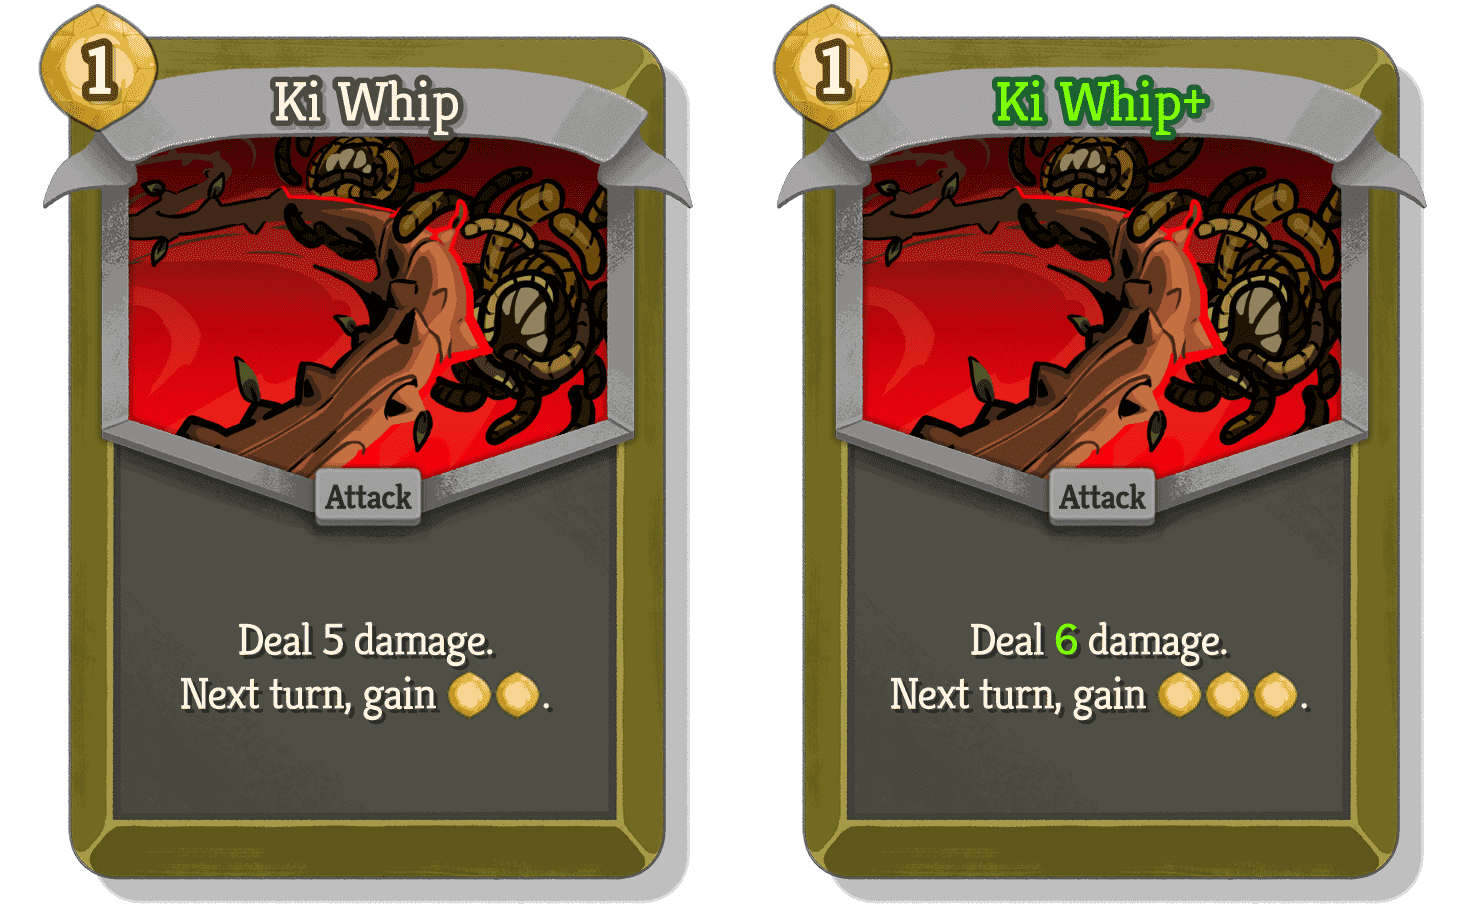 1
Ki Whip
Attack
Deal 5 damage.
Next turn, gain .
1
Ki Whip+
Attack
Deal 6 damage.
Next turn, gain .